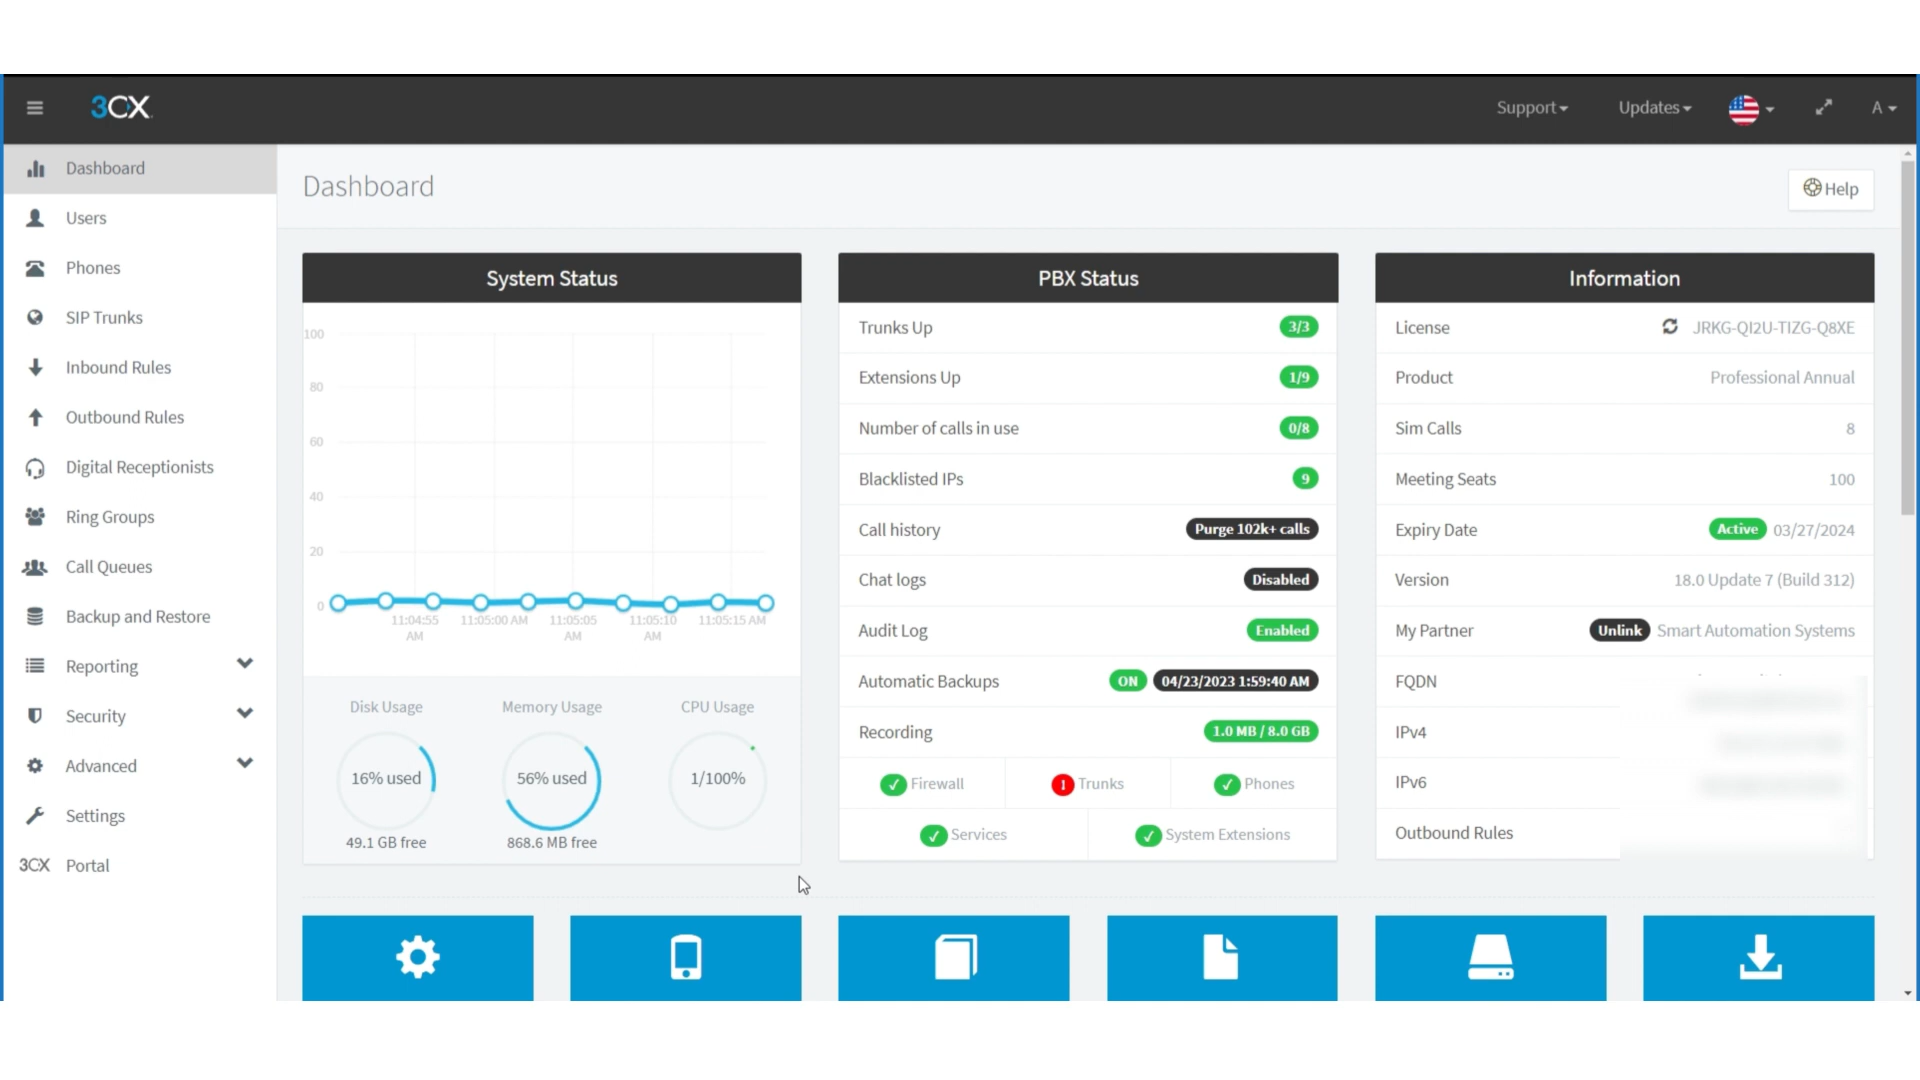 3CX
Support
Updates
A
Dashboard
Users
Phones
SIP Trunks
Inbound Rules
Outbound Rules
Digital Receptionists
Ring Groups
Call Queues
Backup and Restore
Reporting
Security
Advanced
Settings
3CX Portal
Dashboard
Help
System Status
100
80
60
40
20
0
11:04:55 AM
11:05:00 AM
11:05:05 AM
11:05:10 AM
11:05:15 AM
Disk Usage
16% used
49.1 GB free
Memory Usage
56% used
868.6 MB free
CPU Usage
1/100%
PBX Status
Trunks Up 3/3
Extensions Up 1/9
Number of calls in use 0/8
Blacklisted IPs 9
Call history Purge 102k+ calls
Chat logs Disabled
Audit Log Enabled
Automatic Backups ON 04/23/2023 1:59:40 AM
Recording 1.0 MB / 8.0 GB
Firewall
Trunks
Phones
Services
System Extensions
Information
License JRKG-QI2U-TIZG-Q8XE
Product Professional Annual
Sim Calls 8
Meeting Seats 100
Expiry Date Active 03/27/2024
Version 18.0 Update 7 (Build 312)
My Partner Unlink Smart Automation Systems
FQDN
IPv4
IPv6
Outbound Rules